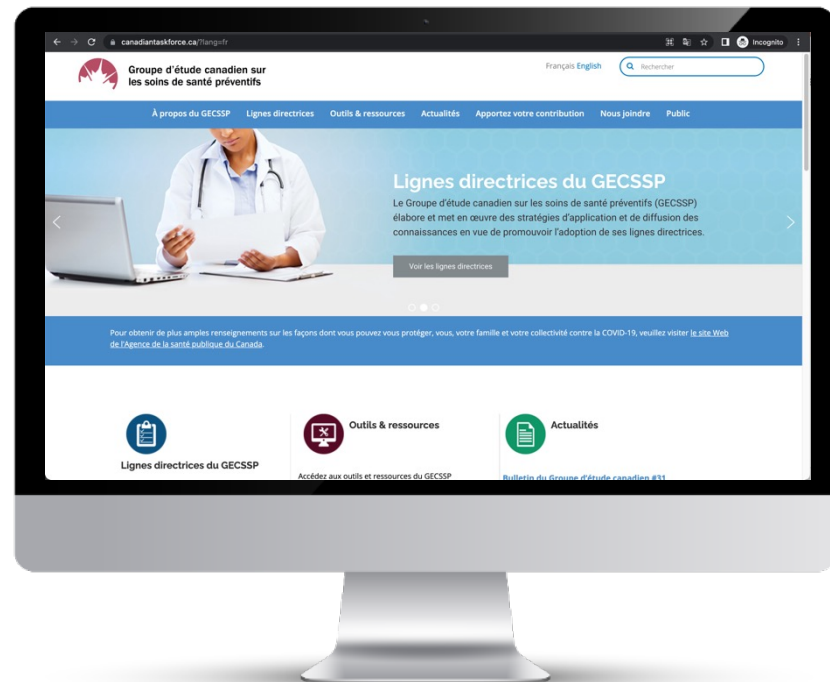 canadiantaskforce.ca/?lang=fr
Incognito
Groupe d'étude canadien sur
les soins de santé préventifs
Français English
Rechercher
À propos du GECSSP Lignes directrices Outils & ressources Actualités Apportez votre contribution Nous joindre Public
Lignes directrices du GECSSP
Le Groupe d'étude canadien sur les soins de santé préventifs (GECSSP)
élabore et met en œuvre des stratégies d'application et de diffusion des
connaissances en vue de promouvoir l'adoption de ses lignes directrices.
Voir les lignes directrices
Pour obtenir de plus amples renseignements sur les façons dont vous pouvez vous protéger, vous, votre famille et votre collectivité contre la COVID-19, veuillez visiter le site Web
de l'Agence de la santé publique du Canada.
Lignes directrices du GECSSP
Outils & ressources
Accédez aux outils et ressources du GECSSP
Actualités
Bulletin du Groupe d'étude canadien #31